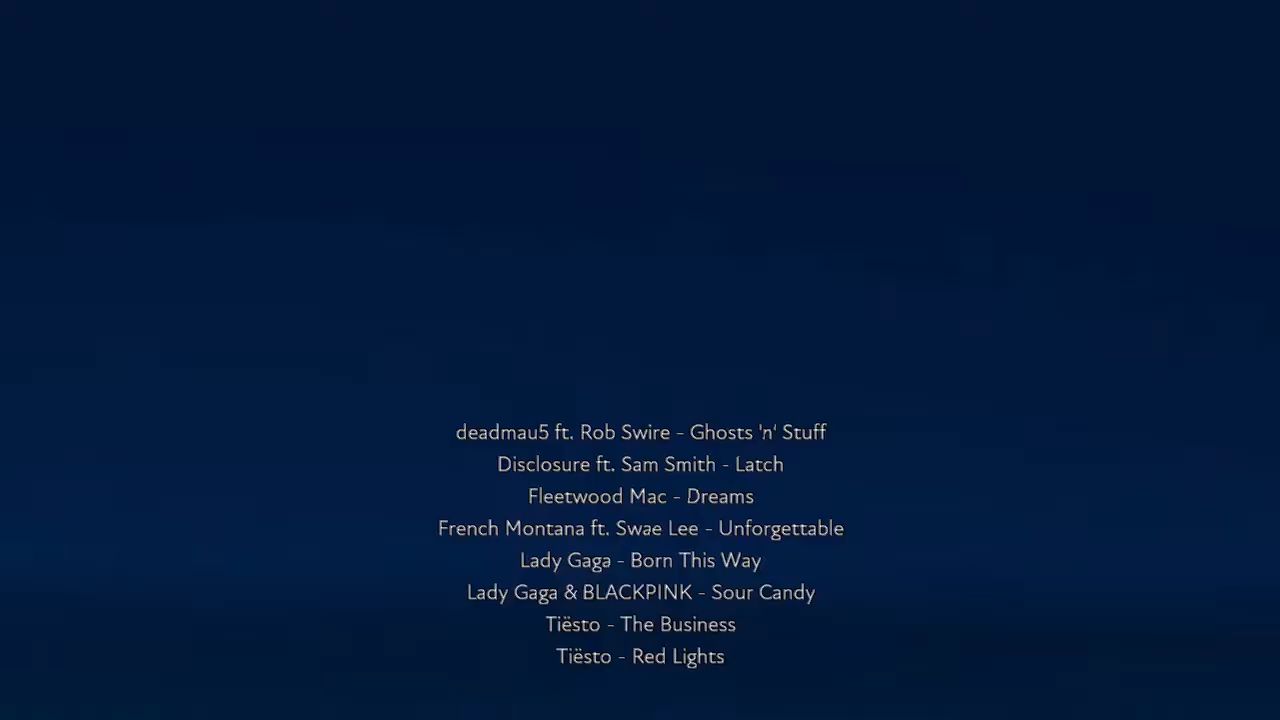 deadmau5 ft. Rob Swire - Ghosts 'n' Stuff
Disclosure ft. Sam Smith - Latch
Fleetwood Mac - Dreams
French Montana ft. Swae Lee - Unforgettable
Lady Gaga - Born This Way
Lady Gaga & BLACKPINK - Sour Candy
Tiësto - The Business
Tiësto - Red Lights